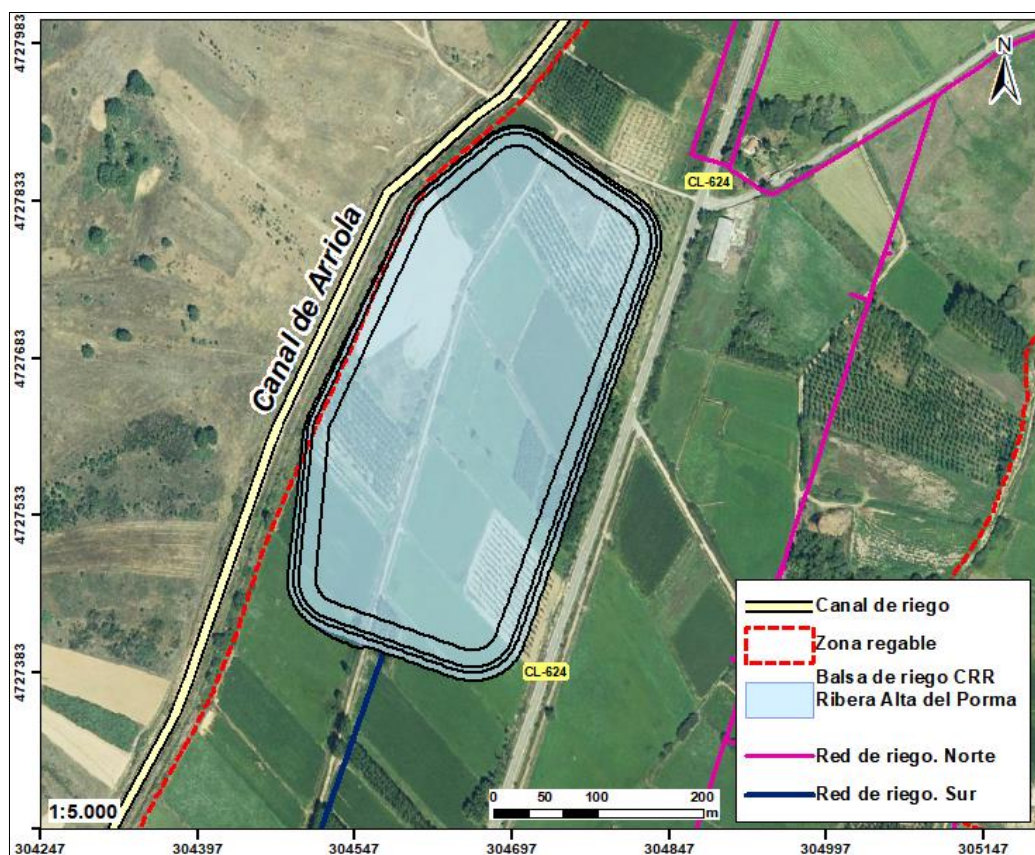 4727983
4727833
4727683
4727533
4727383
N
CL-624
Canal de Arriola
CL-624
Canal de riego
Zona regable
Balsa de riego CRR
Ribera Alta del Porma
Red de riego. Norte
Red de riego. Sur
1:5.000
0 50 100 200
m
304247 304397 304547 304697 304847 304997 305147